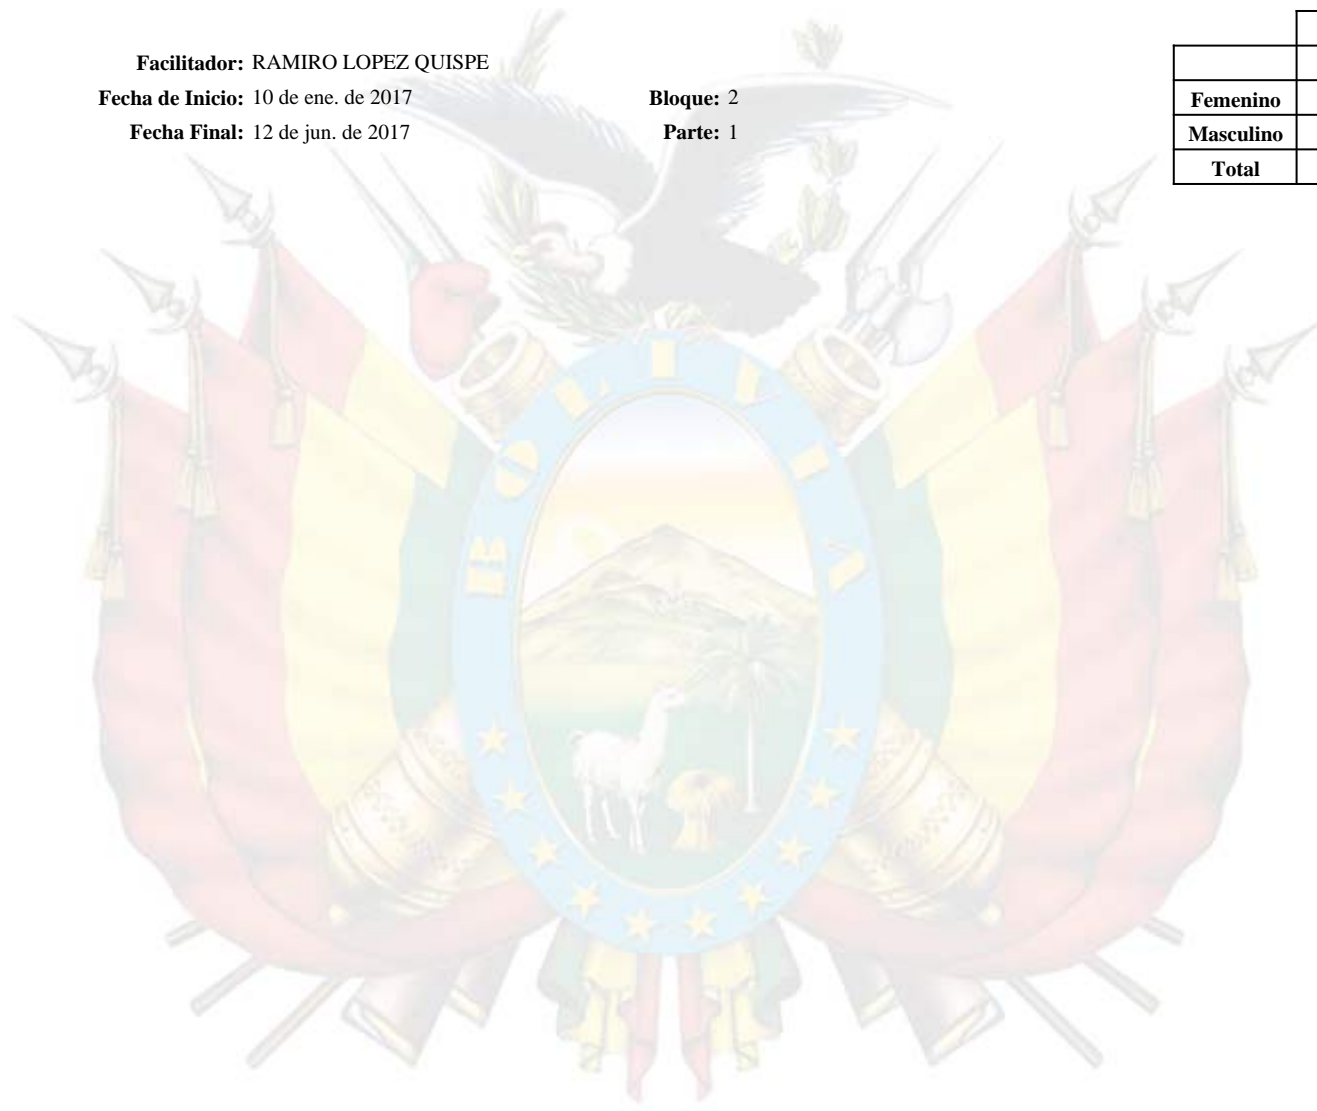 Facilitador: RAMIRO LOPEZ QUISPE
Fecha de Inicio: 10 de ene. de 2017 Bloque: 2
Fecha Final: 12 de jun. de 2017 Parte: 1
Femenino
Masculino
Total
BOLIVIA